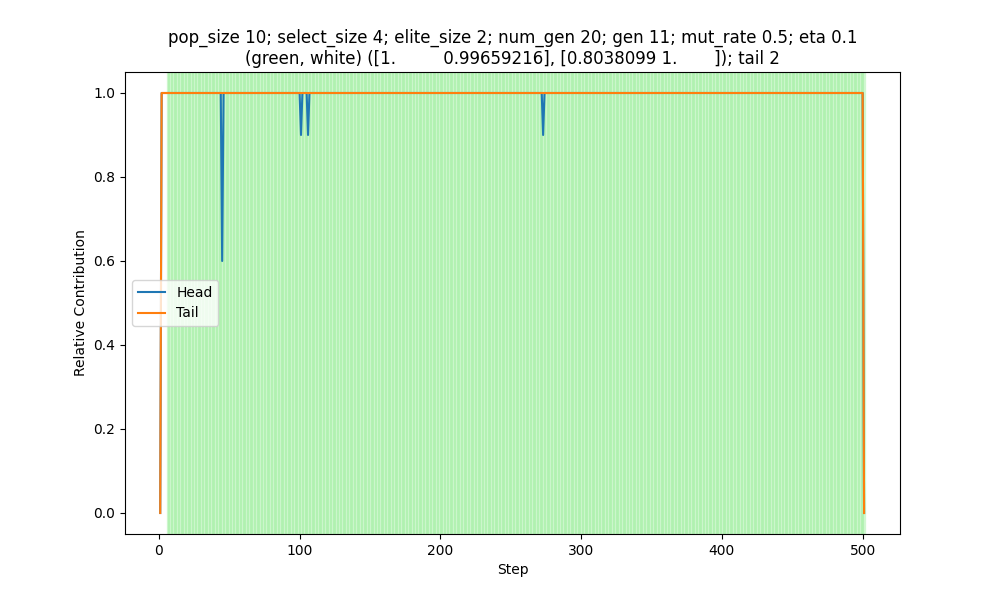 pop_size 10; select_size 4; elite_size 2; num_gen 20; gen 11; mut_rate 0.5; eta 0.1
(green, white) ([1.          0.99659216], [0.8038099 1.        ]); tail 2
1.0
0.8
0.6
0.4
0.2
0.0
Relative Contribution
Head
Tail
0
100
200
300
400
500
Step